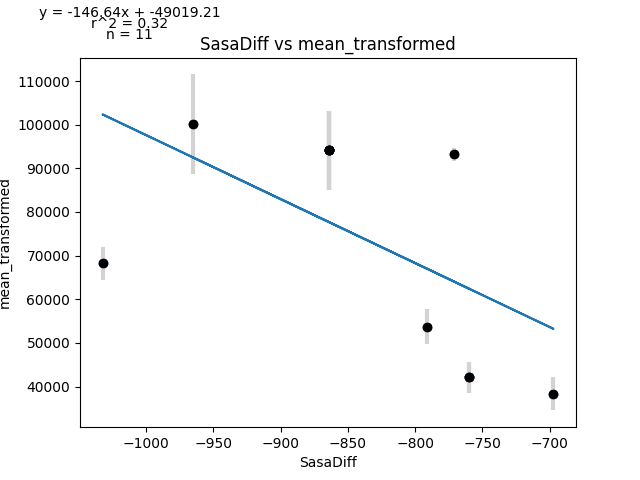 y = -146.64x + -49019.21
r^2 = 0.32
n = 11
SasaDiff vs mean_transformed
110000
100000
90000
80000
70000
60000
50000
40000
mean_transformed
−1000
−950
−900
−850
−800
−750
−700
SasaDiff